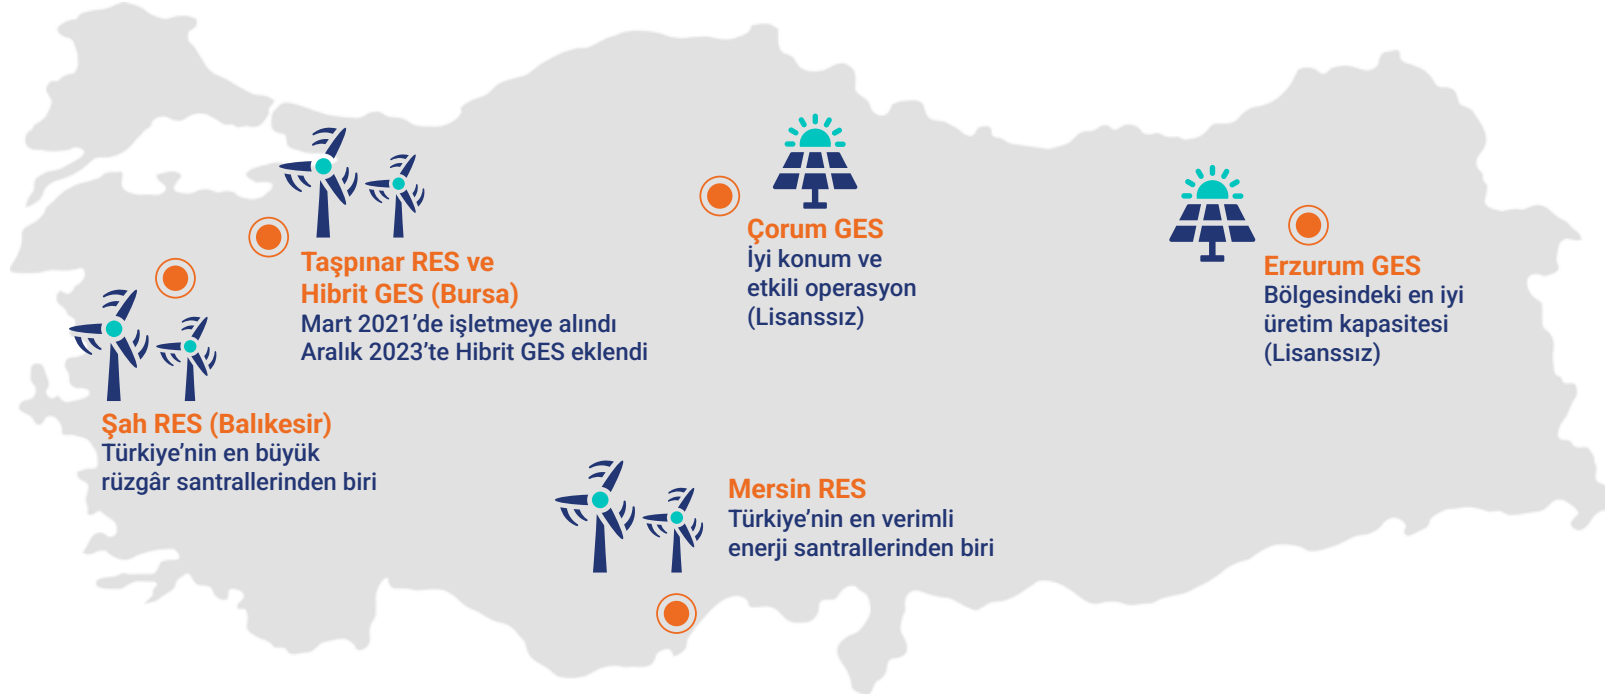 Taşpınar RES ve
Hibrit GES (Bursa)
Mart 2021’de işletmeye alındı
Aralık 2023’te Hibrit GES eklendi
Çorum GES
İyi konum ve
etkili operasyon
(Lisanssız)
Erzurum GES
Bölgesindeki en iyi
üretim kapasitesi
(Lisanssız)
Şah RES (Balıkesir)
Türkiye’nin en büyük
rüzgâr santrallerinden biri
Mersin RES
Türkiye’nin en verimli
enerji santrallerinden biri